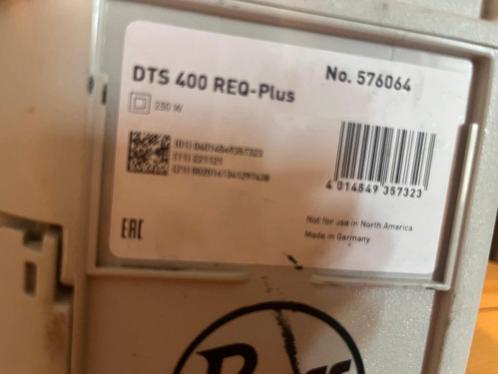 DTS 400 REQ-Plus
No. 576064
250 W
(01) 04014549357323
(11) 221121
4 014549 357323
EAC
Not for use in North America
Made in Germany